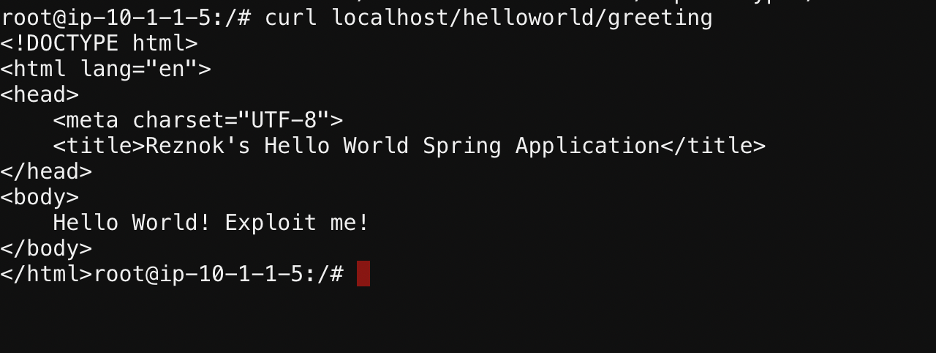 root@ip-10-1-1-5:/# curl localhost/helloworld/greeting
<!DOCTYPE html>
<html lang="en">
<head>
    <meta charset="UTF-8">
    <title>Reznok's Hello World Spring Application</title>
</head>
<body>
    Hello World! Exploit me!
</body>
</html>root@ip-10-1-1-5:/#